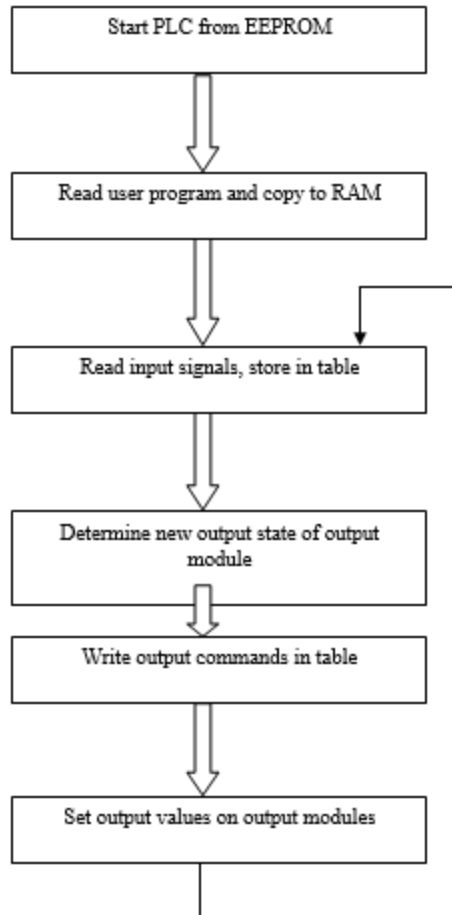 Start PLC from EEPROM
Read user program and copy to RAM
Read input signals, store in table
Determine new output state of output
module
Write output commands in table
Set output values on output modules